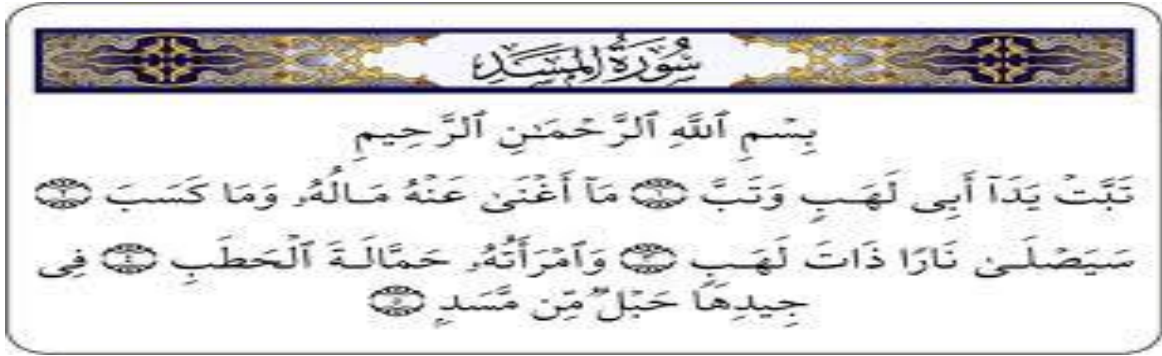 سُورَةُ المَسَدِ
بِسْمِ ٱللَّهِ ٱلرَّحْمَـٰنِ ٱلرَّحِيمِ
تَبَّتْ يَدَآ أَبِى لَهَبٍ وَتَبَّ ۝١ مَآ أَغْنَىٰ عَنْهُ مَالُهُۥ وَمَا كَسَبَ ۝٢
سَيَصْلَىٰ نَارًا ذَاتَ لَهَبٍ ۝٣ وَٱمْرَأَتُهُۥ حَمَّالَةَ ٱلْحَطَبِ ۝٤ فِى
جِيدِهَا حَبْلٌ مِّن مَّسَدٍۭ ۝٥